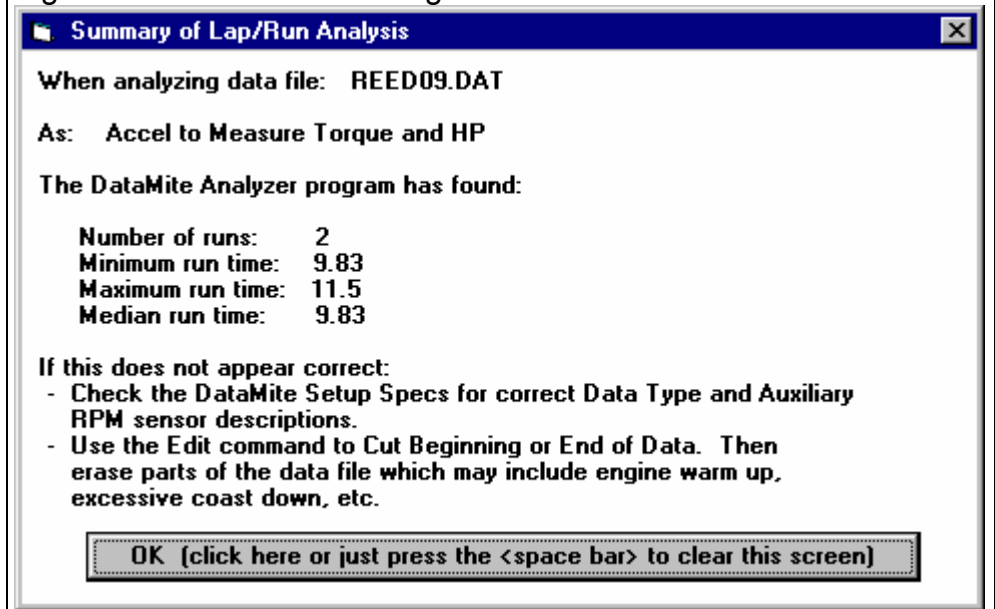 Summary of Lap/Run Analysis
When analyzing data file: REED09.DAT
As: Accel to Measure Torque and HP
The DataMite Analyzer program has found:
Number of runs: 2
Minimum run time: 9.83
Maximum run time: 11.5
Median run time: 9.83
If this does not appear correct:
- Check the DataMite Setup Specs for correct Data Type and Auxiliary
RPM sensor descriptions.
- Use the Edit command to Cut Beginning or End of Data. Then
erase parts of the data file which may include engine warm up,
excessive coast down, etc.
OK (click here or just press the <space bar> to clear this screen)